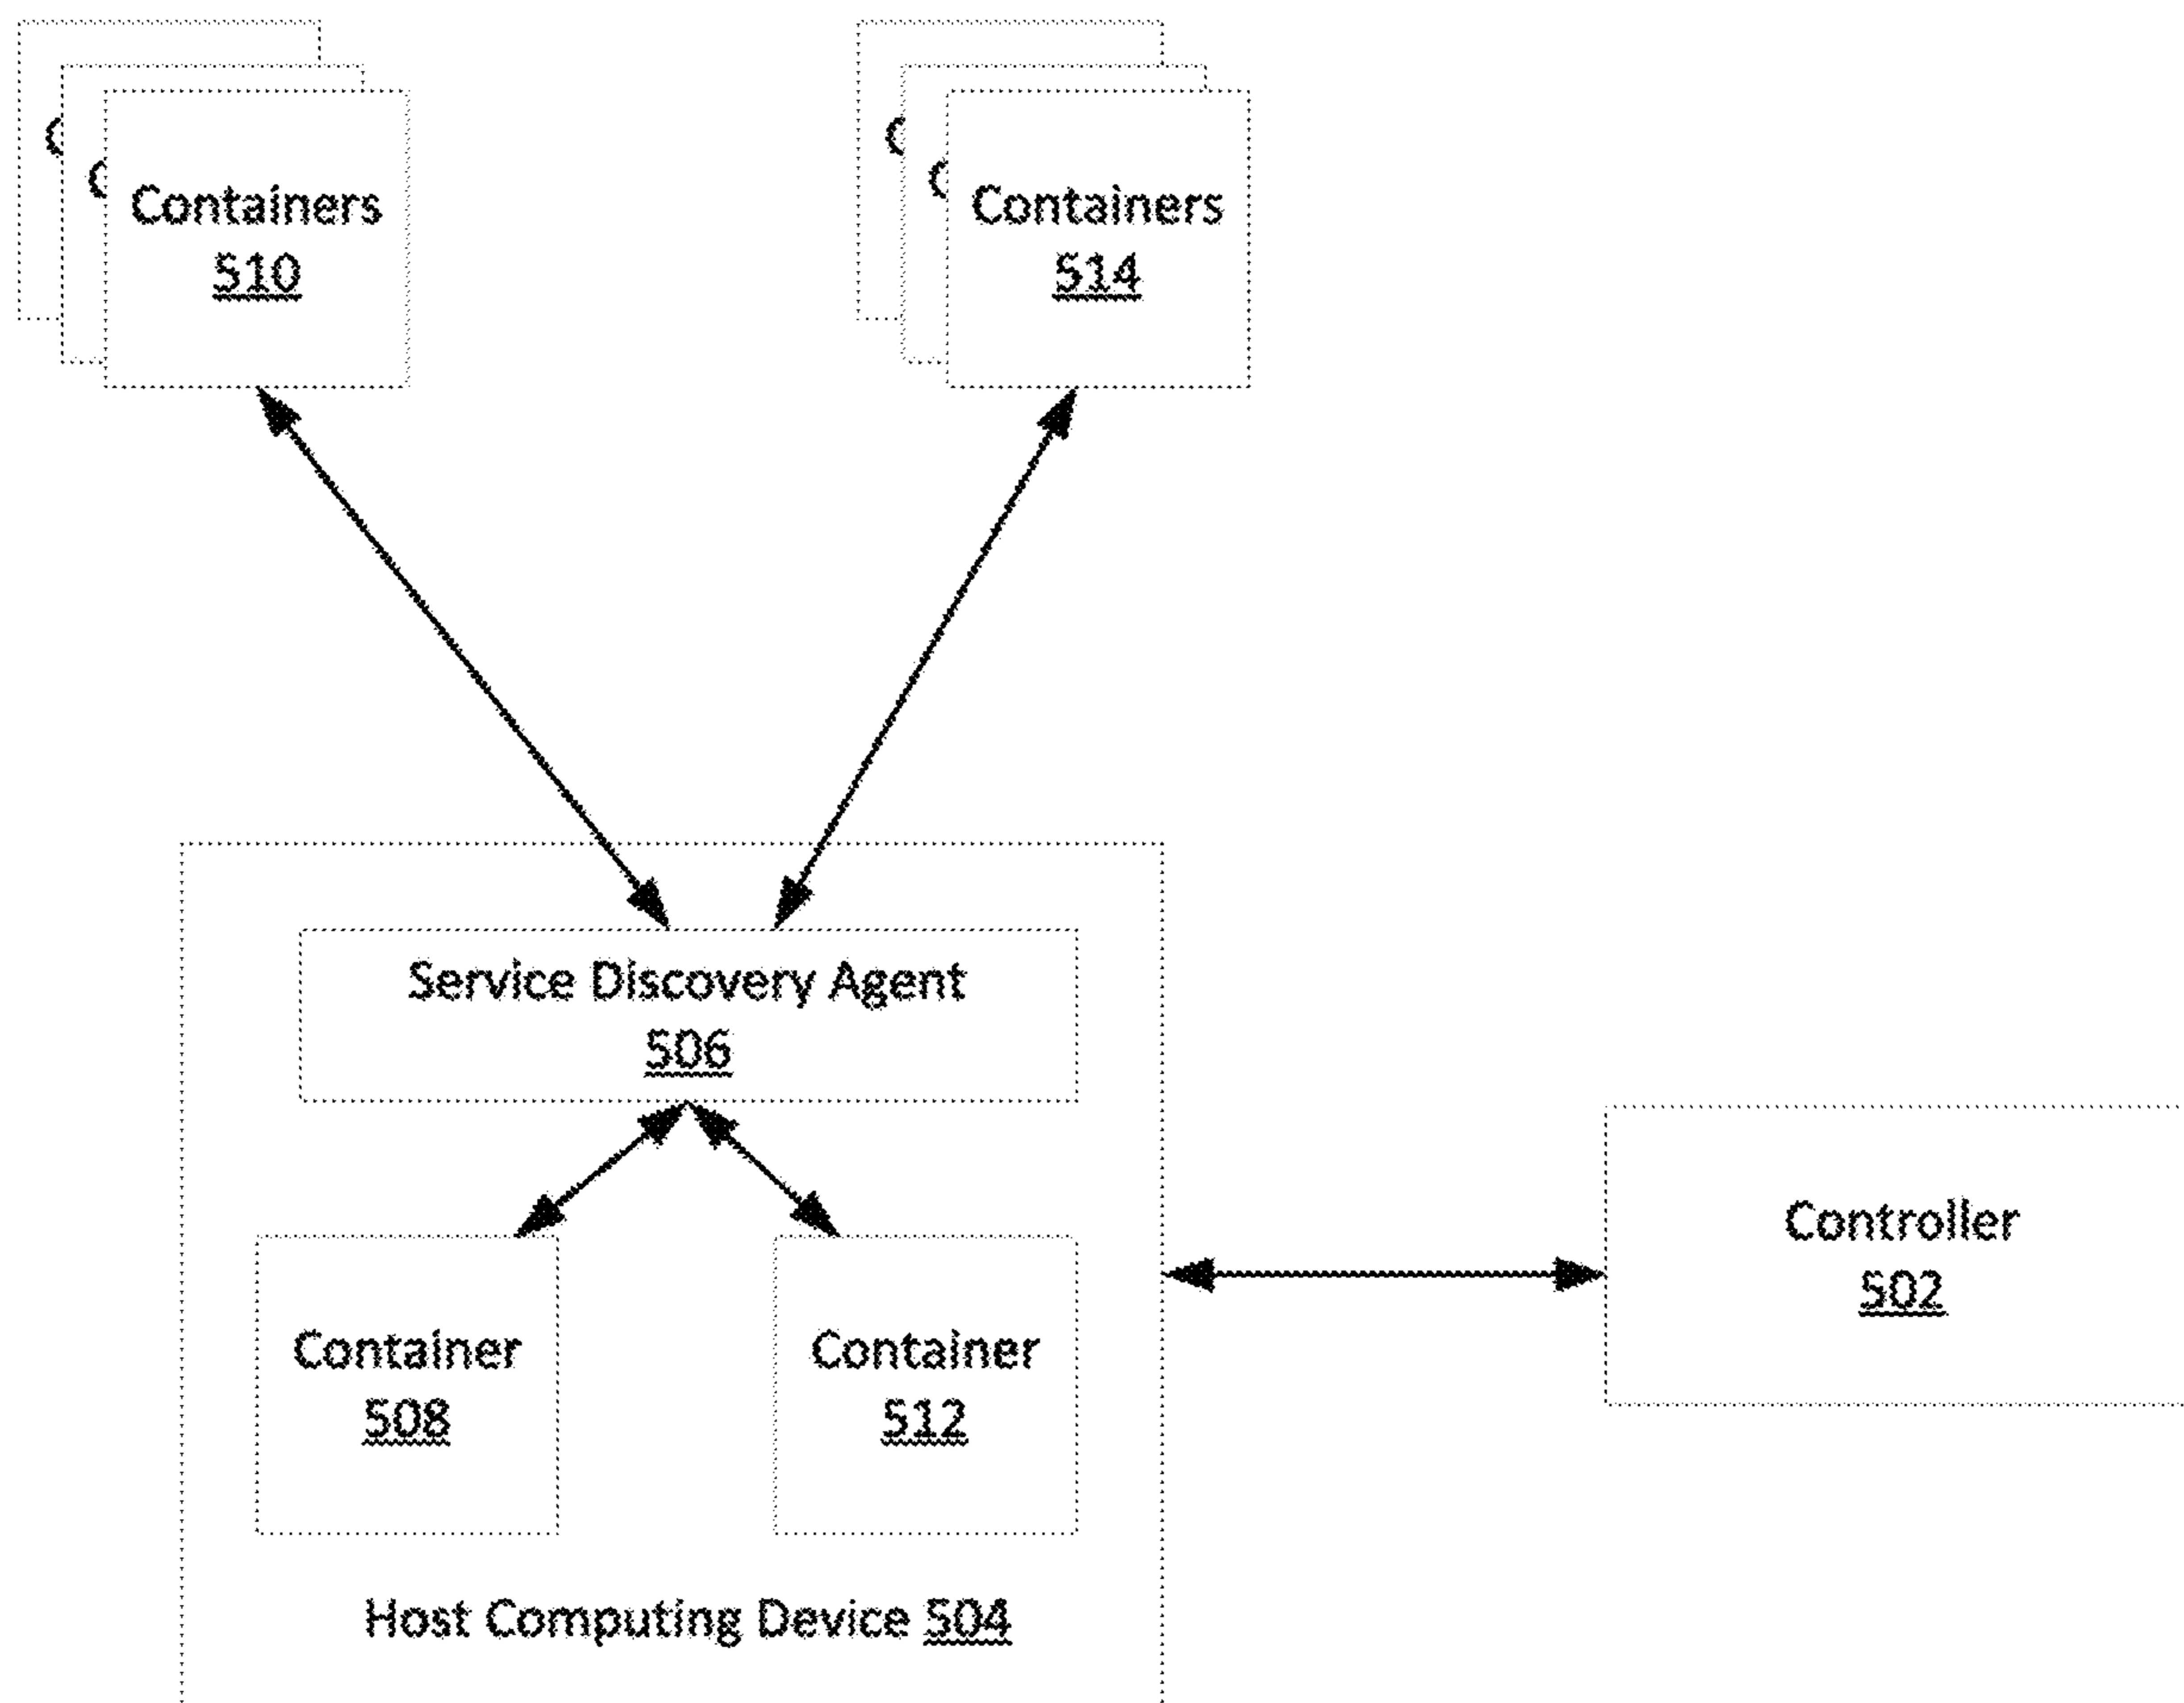 Containers
510
Containers
514
Service Discovery Agent
506
Container
508
Container
512
Host Computing Device 504
Controller
502